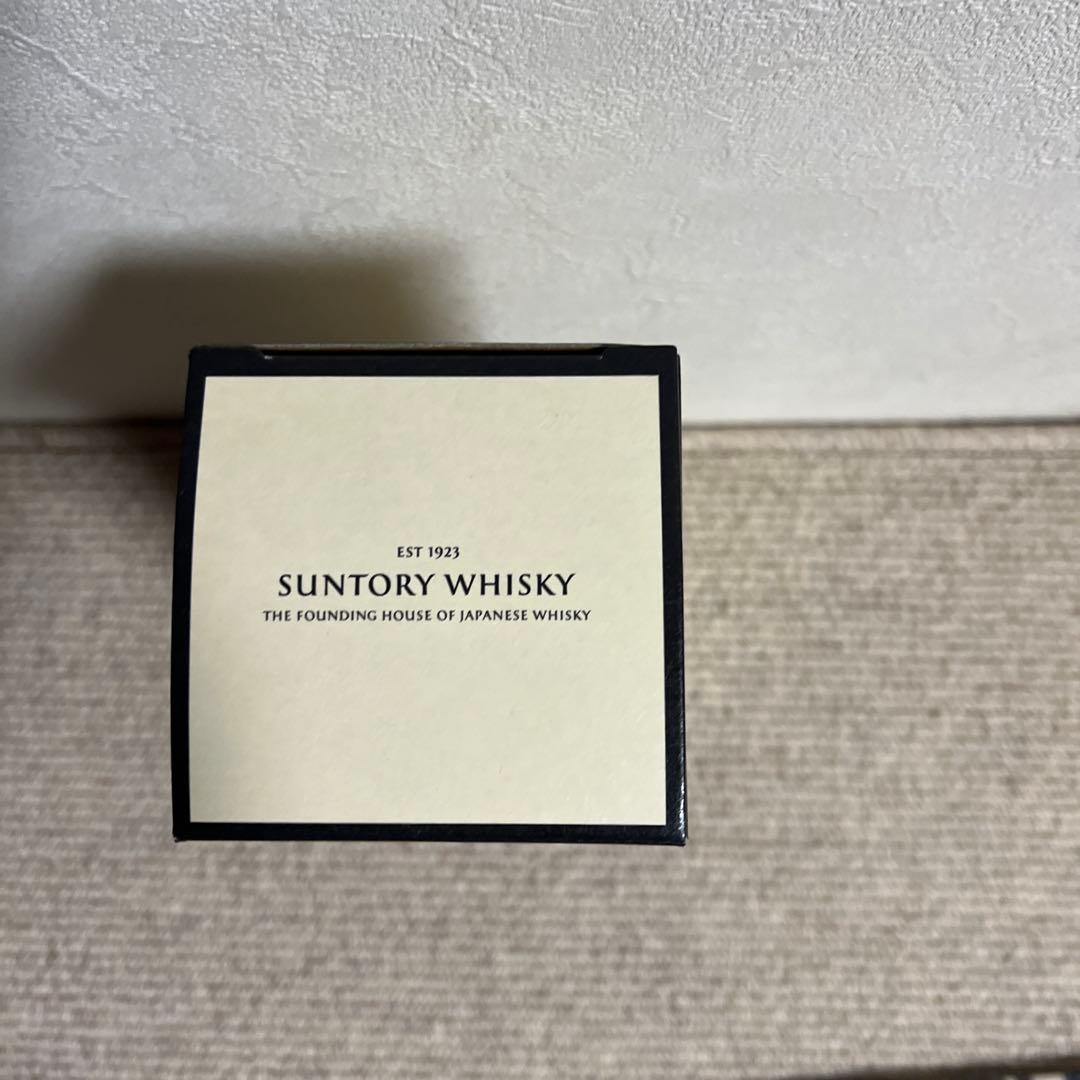 EST 1923
SUNTORY WHISKY
THE FOUNDING HOUSE OF JAPANESE WHISKY